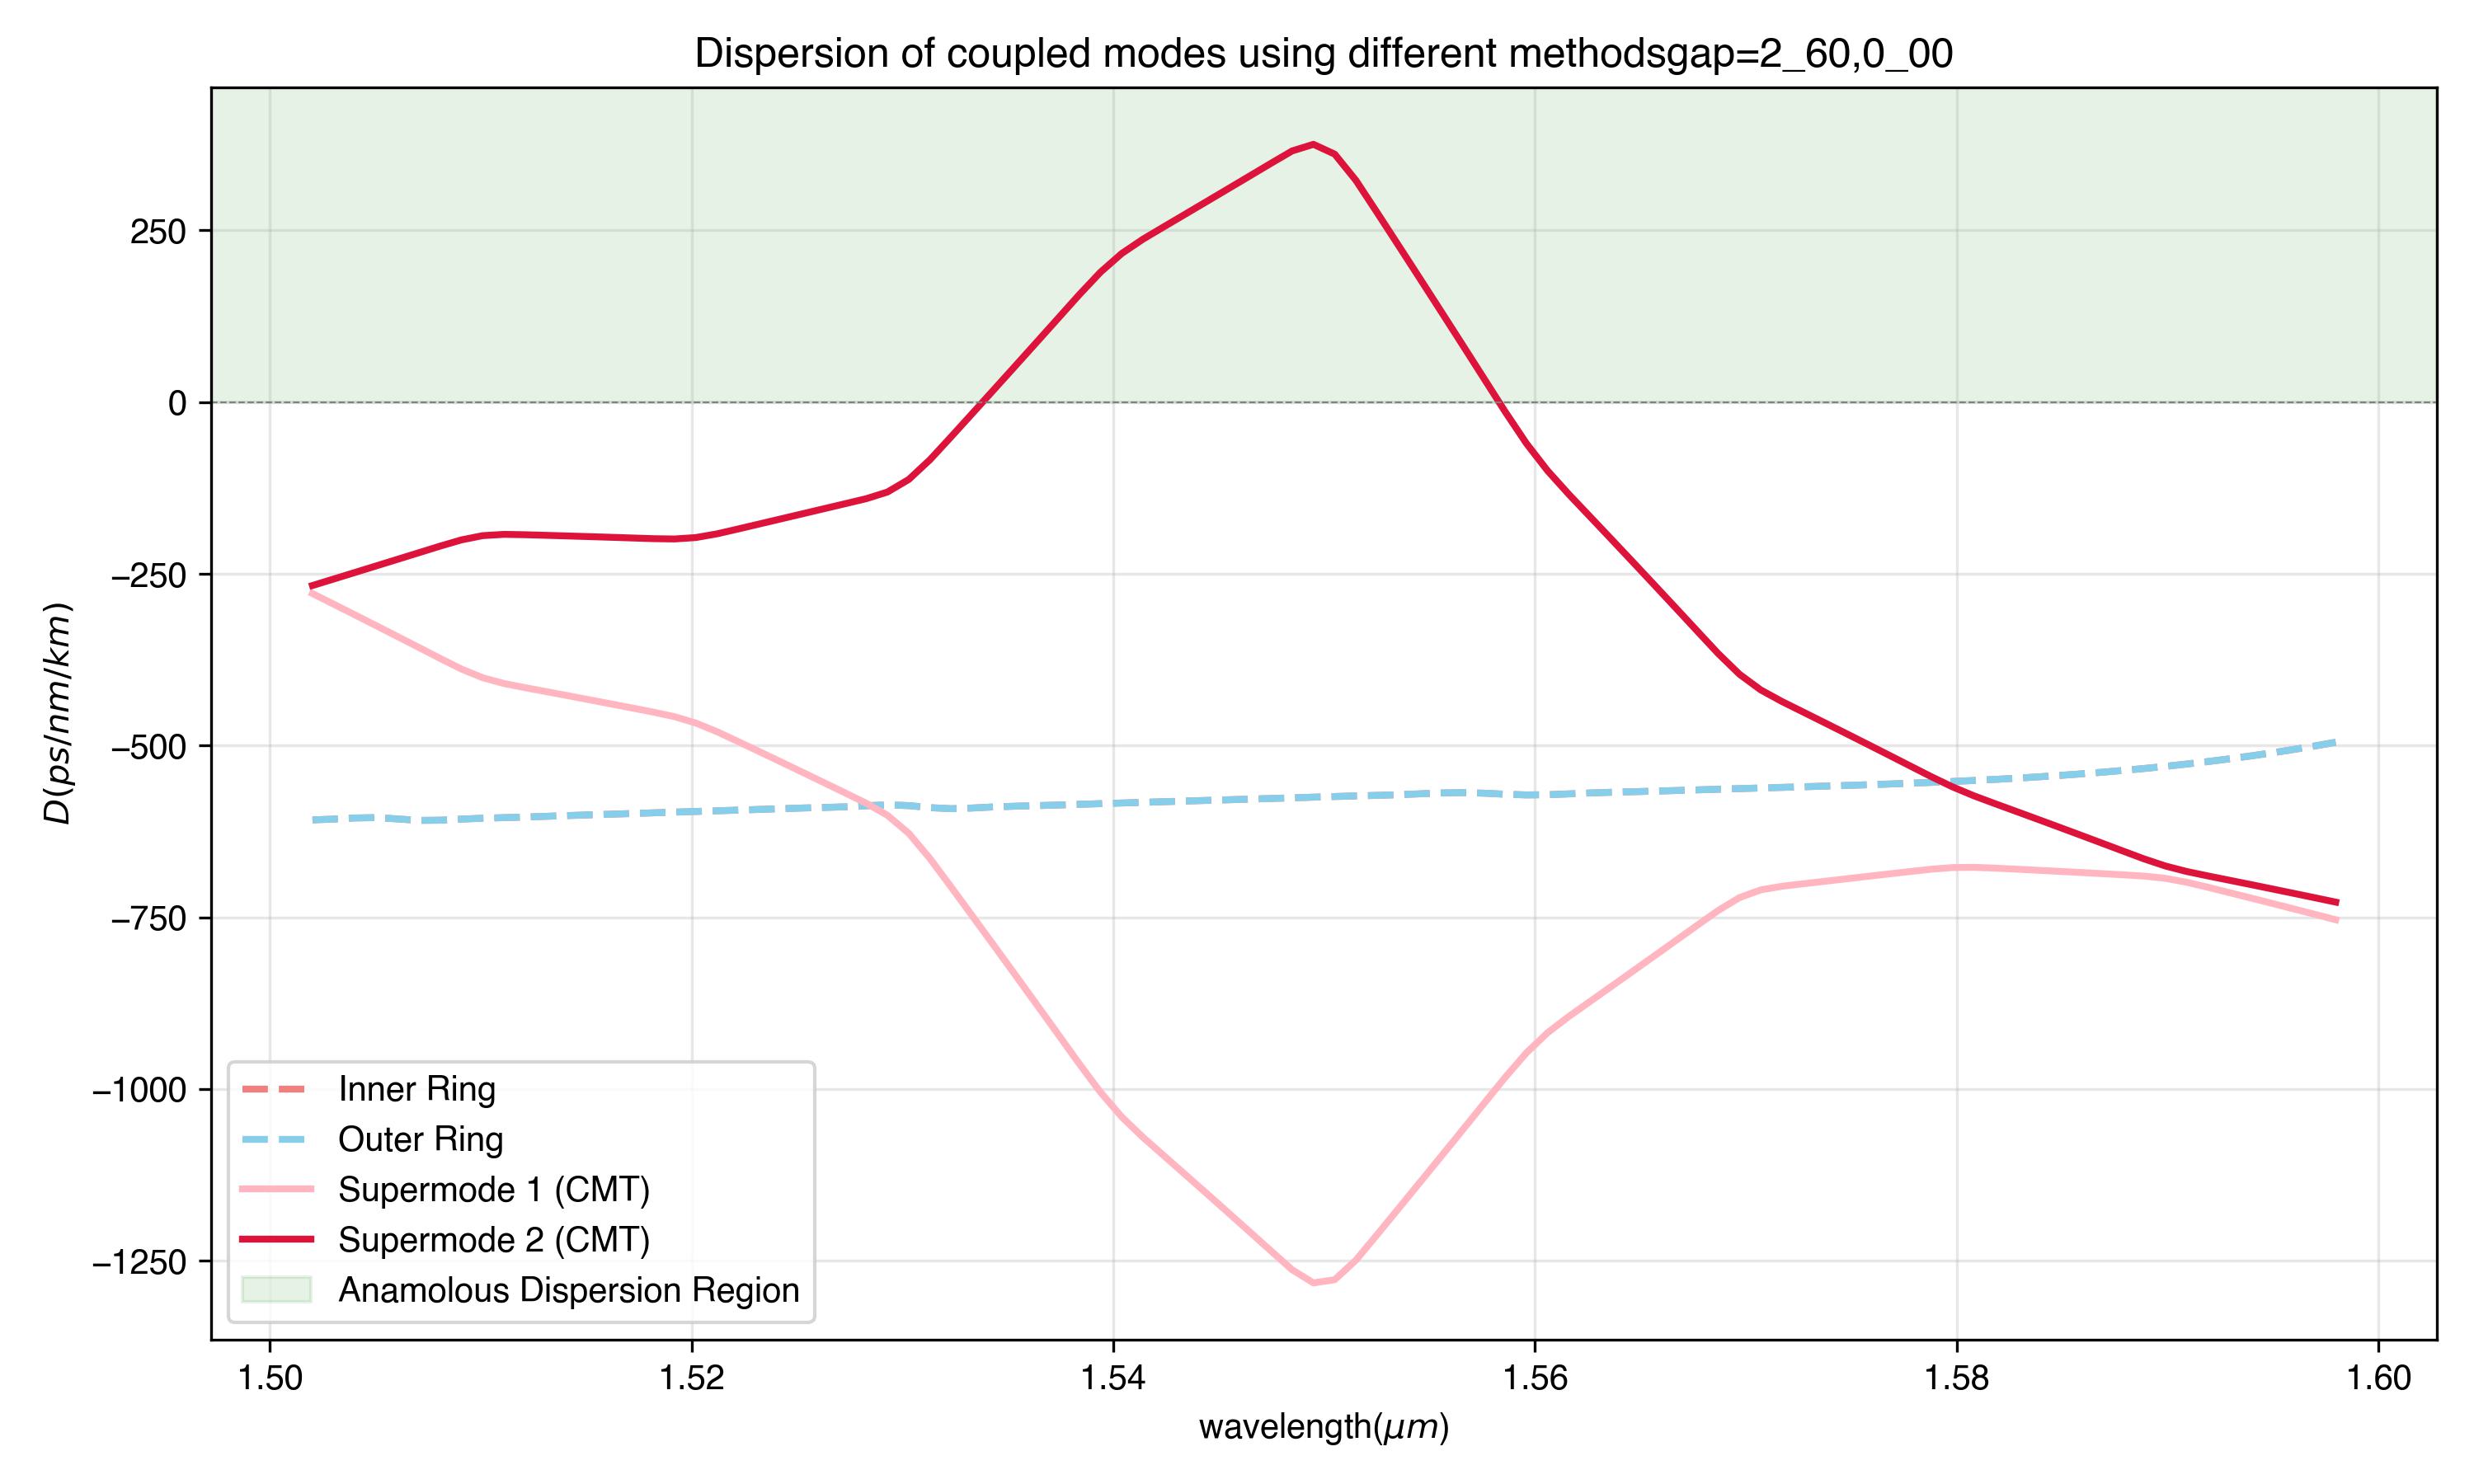 Dispersion of coupled modes using different methodsgap=2_60,0_00
D(ps/nm/km)
250
0
−250
−500
−750
−1000
−1250
Inner Ring
Outer Ring
Supermode 1 (CMT)
Supermode 2 (CMT)
Anamolous Dispersion Region
1.50 1.52 1.54 1.56 1.58 1.60
wavelength(μm)